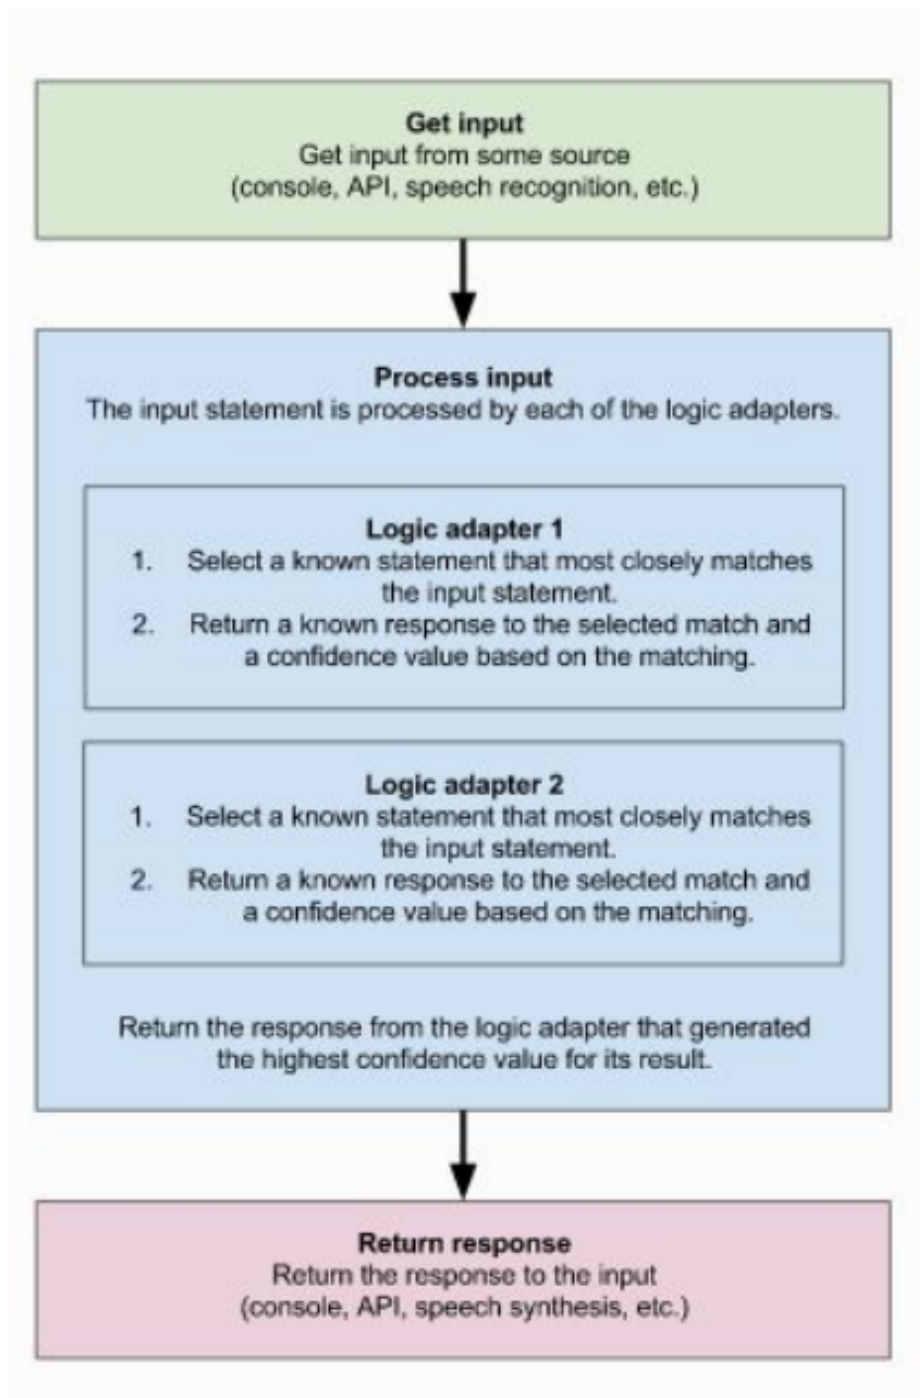 Get input
Get input from some source
(console, API, speech recognition, etc.)
Process input
The input statement is processed by each of the logic adapters.
Logic adapter 1
1. Select a known statement that most closely matches
the input statement.
2. Return a known response to the selected match and
a confidence value based on the matching.
Logic adapter 2
1. Select a known statement that most closely matches
the input statement.
2. Return a known response to the selected match and
a confidence value based on the matching.
Return the response from the logic adapter that generated
the highest confidence value for its result.
Return response
Return the response to the input
(console, API, speech synthesis, etc.)